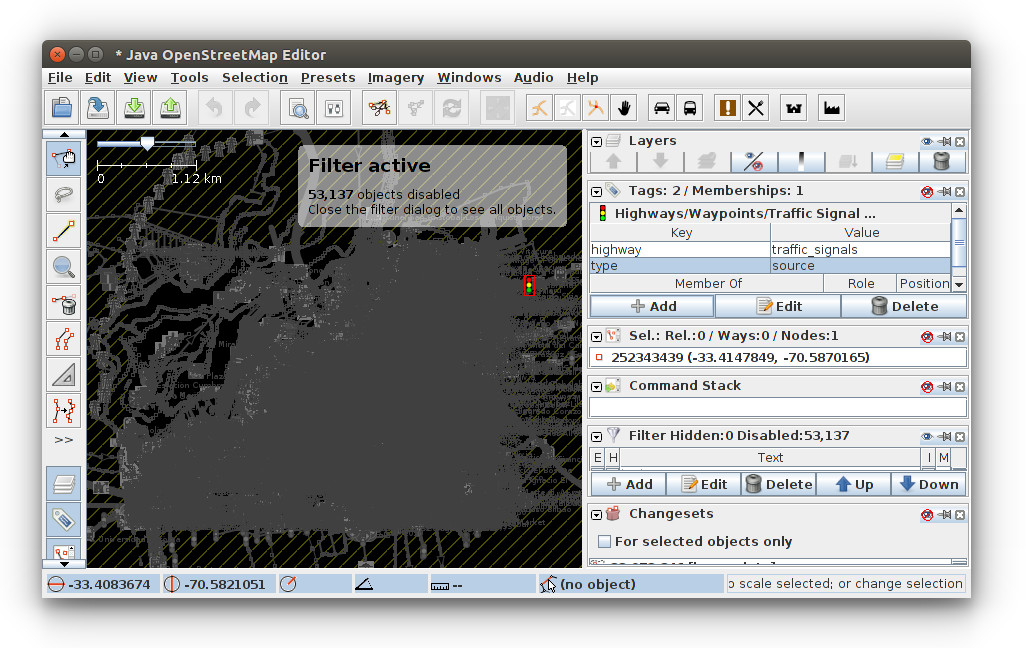 * Java OpenStreetMap Editor
File Edit View Tools Selection Presets Imagery Windows Audio Help
0 1.12 km
Filter active
53,137 objects disabled
Close the filter dialog to see all objects.
>>
Layers
Tags: 2 / Memberships: 1
Highways/Waypoints/Traffic Signal ...
Key Value
highway traffic_signals
type source
Member Of Role Position
Add Edit Delete
Sel.: Rel.:0 / Ways:0 / Nodes:1
252343439 (-33.4147849, -70.5870165)
Command Stack
Filter Hidden:0 Disabled:53,137
E H Text I M
Add Edit Delete Up Down
Changesets
For selected objects only
-33.4083674 -70.5821051 -- (no object) scale selected; or change selection